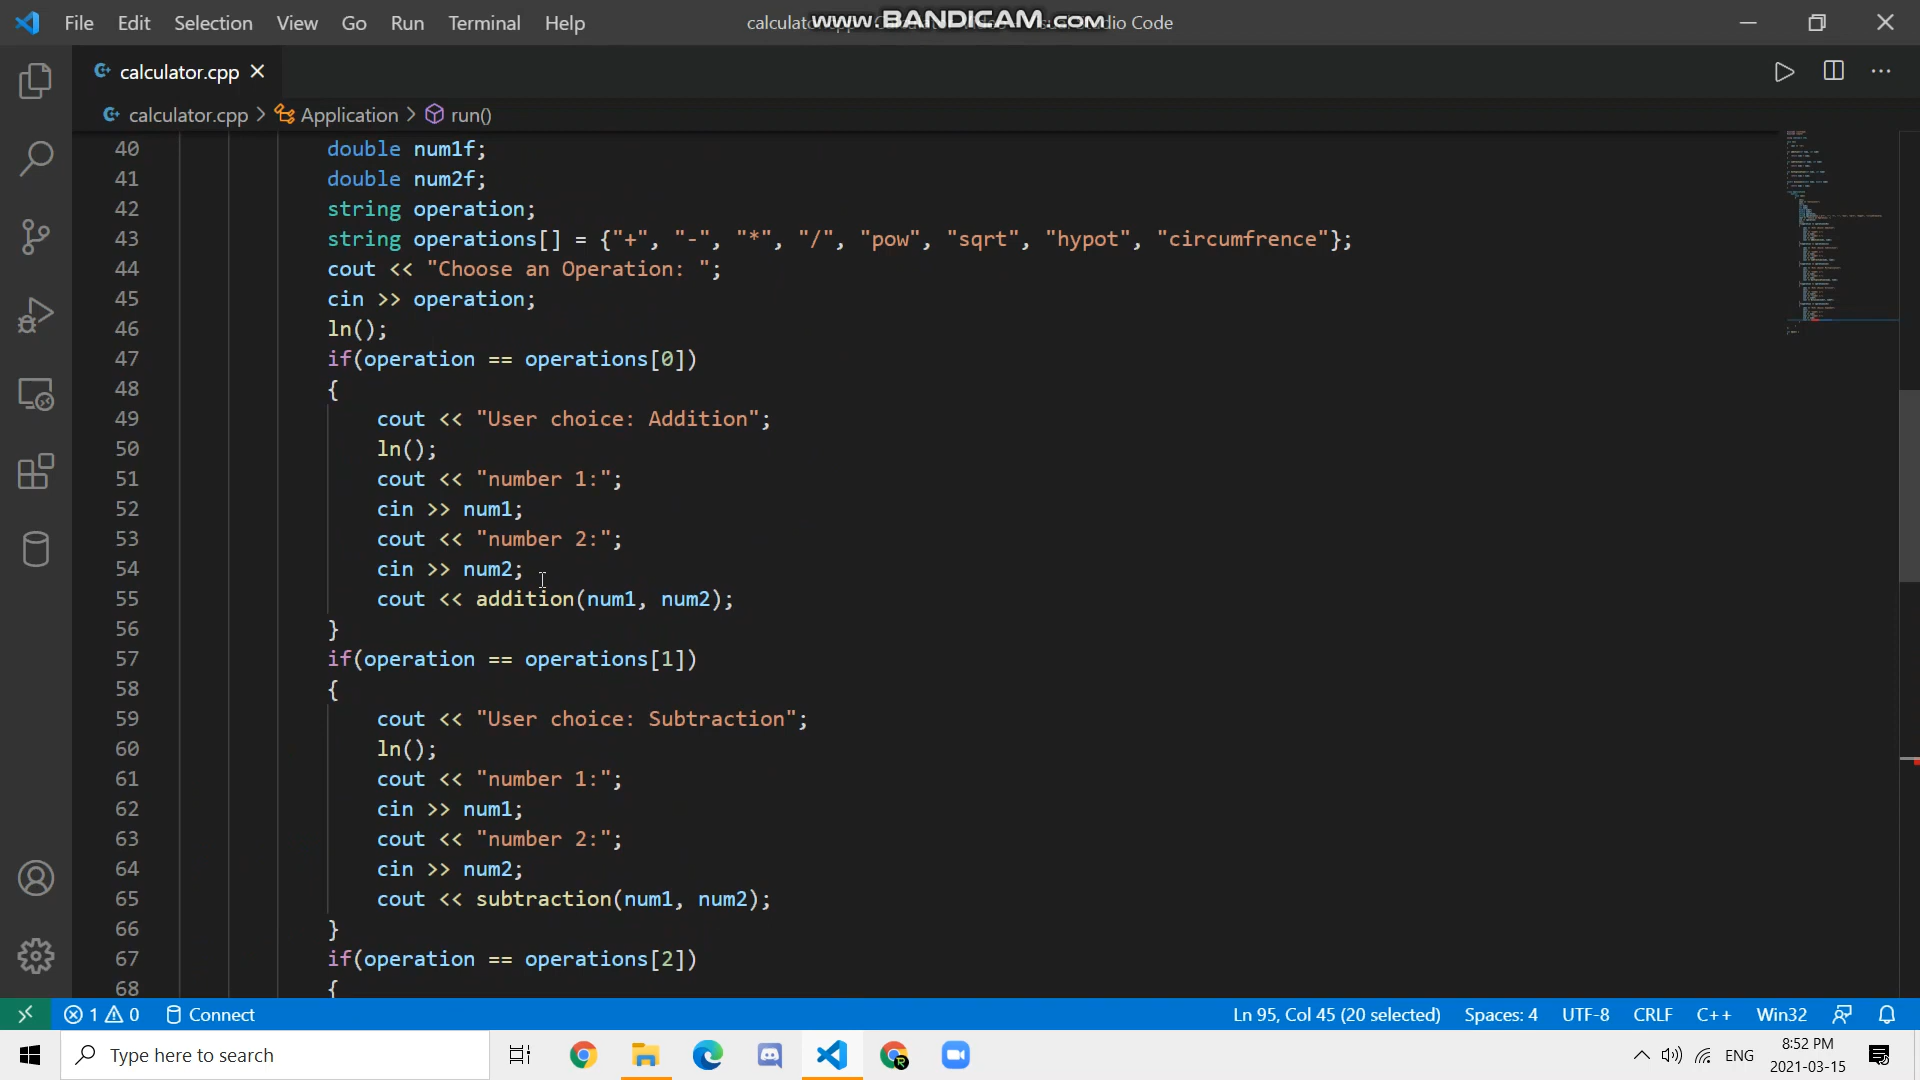 File Edit Selection View Go Run Terminal Help
www.BANDICAM.com
calculator.cpp Studio Code
calculator.cpp
calculator.cpp > Application > run()
40 double num1f;
41 double num2f;
42 string operation;
43 string operations[] = {"+", "-", "*", "/", "pow", "sqrt", "hypot", "circumfrence"};
44 cout << "Choose an Operation: ";
45 cin >> operation;
46 ln();
47 if(operation == operations[0])
48 {
49 cout << "User choice: Addition";
50 ln();
51 cout << "number 1:";
52 cin >> num1;
53 cout << "number 2:";
54 cin >> num2;
55 cout << addition(num1, num2);
56 }
57 if(operation == operations[1])
58 {
59 cout << "User choice: Subtraction";
60 ln();
61 cout << "number 1:";
62 cin >> num1;
63 cout << "number 2:";
64 cin >> num2;
65 cout << subtraction(num1, num2);
66 }
67 if(operation == operations[2])
68 {
1 0 Connect
Ln 95, Col 45 (20 selected) Spaces: 4 UTF-8 CRLF C++ Win32
Type here to search
ENG
8:52 PM
2021-03-15